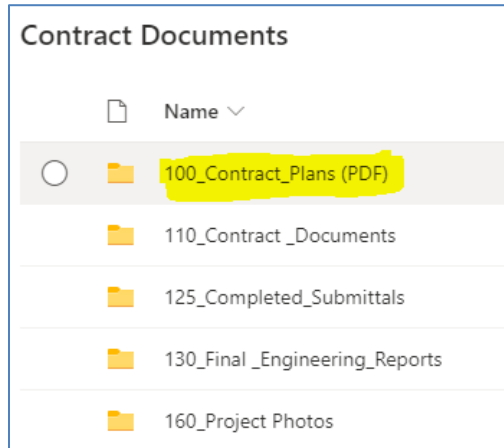 Contract Documents
Name
100_Contract_Plans (PDF)
110_Contract _Documents
125_Completed_Submittals
130_Final _Engineering_Reports
160_Project Photos